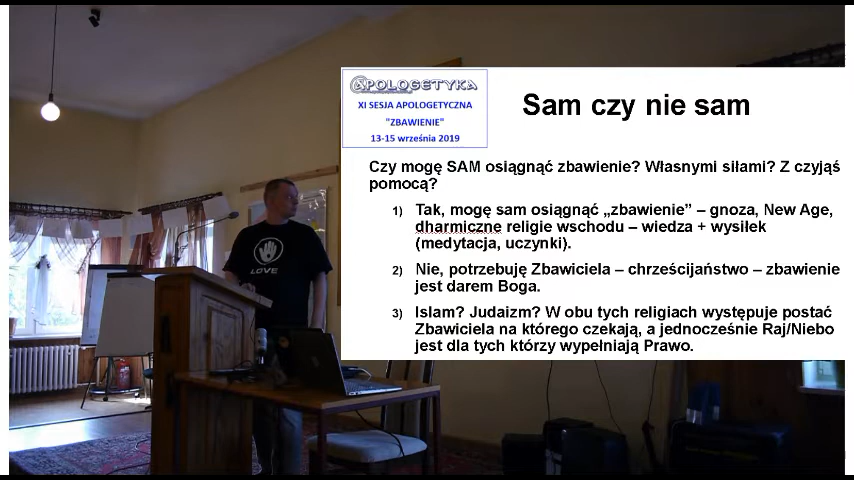 @POLOGETYKA
XI SESJA APOLOGETYCZNA
"ZBAWIENIE"
13-15 września 2019
Sam czy nie sam
Czy mogę SAM osiągnąć zbawienie? Własnymi siłami? Z czyjąś
pomocą?
1) Tak, mogę sam osiągnąć „zbawienie” – gnoza, New Age,
dharmiczne religie wschodu – wiedza + wysiłek
(medytacja, uczynki).
2) Nie, potrzebuję Zbawiciela – chrześcijaństwo – zbawienie
jest darem Boga.
3) Islam? Judaizm? W obu tych religiach występuje postać
Zbawiciela na którego czekają, a jednocześnie Raj/Niebo
jest dla tych którzy wypełniają Prawo.
LOVE